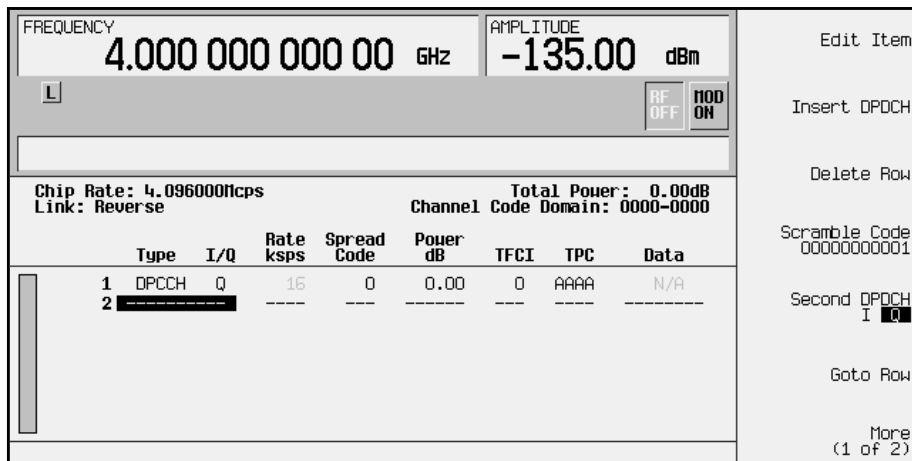 FREQUENCY
4.000 000 000 00 GHz
AMPLITUDE
-135.00 dBm
L
RF OFF
MOD ON
Chip Rate: 4.096000Mcps Total Power: 0.00dB
Link: Reverse Channel Code Domain: 0000-0000
Type I/Q Rate ksps Spread Code Power dB TFCI TPC Data
1 DPCCH Q 16 0 0.00 0 AAAA N/A
2 ---------- ---- --- ------ --- ---- --------
Edit Item
Insert DPDCH
Delete Row
Scramble Code
00000000001
Second DPDCH
I Q
Goto Row
More
(1 of 2)